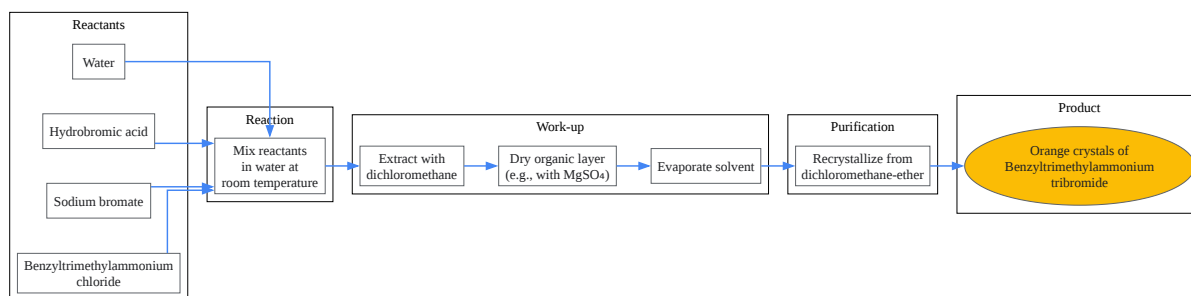 Reactants
Water
Hydrobromic acid
Sodium bromate
Benzyltrimethylammonium
chloride
Reaction
Mix reactants
in water at
room temperature
Work-up
Extract with
dichloromethane
Dry organic layer
(e.g., with MgSO₄)
Evaporate solvent
Purification
Recrystallize from
dichloromethane-ether
Product
Orange crystals of
Benzyltrimethylammonium
tribromide